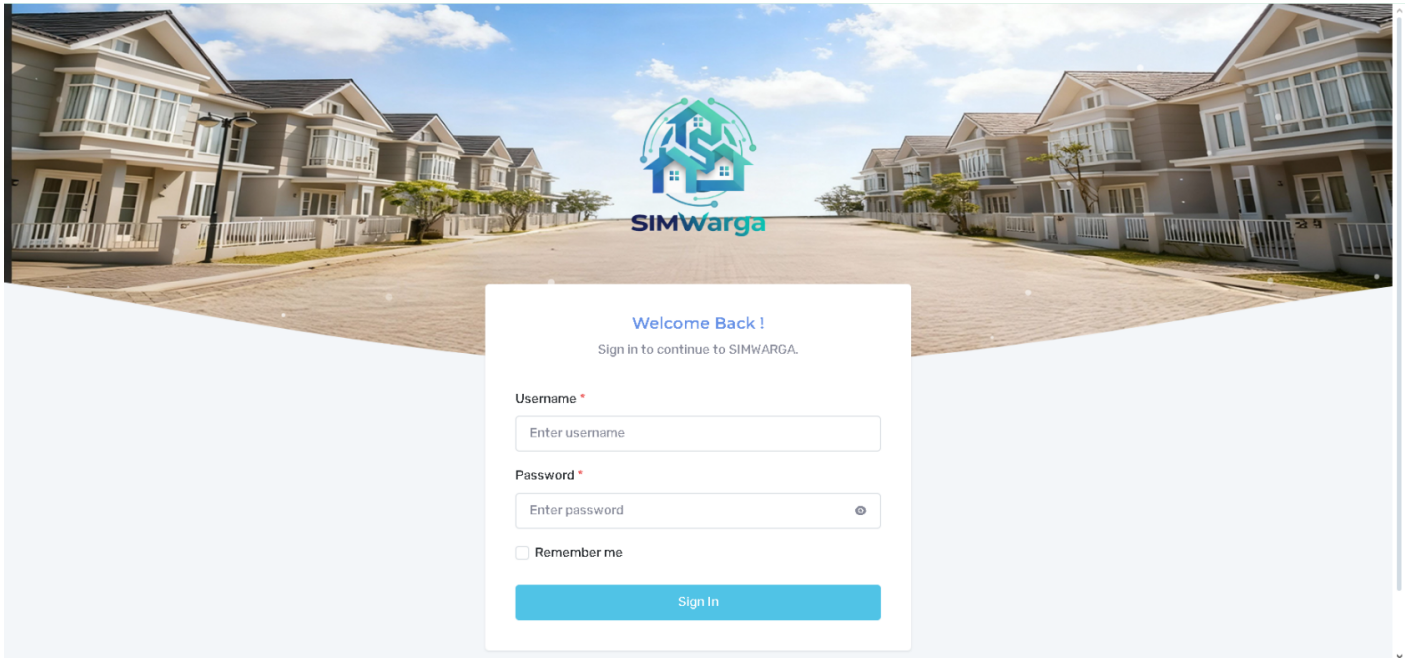 SIMWarga
Welcome Back !
Sign in to continue to SIMWARGA.
Username *
Enter username
Password *
Enter password
Remember me
Sign In